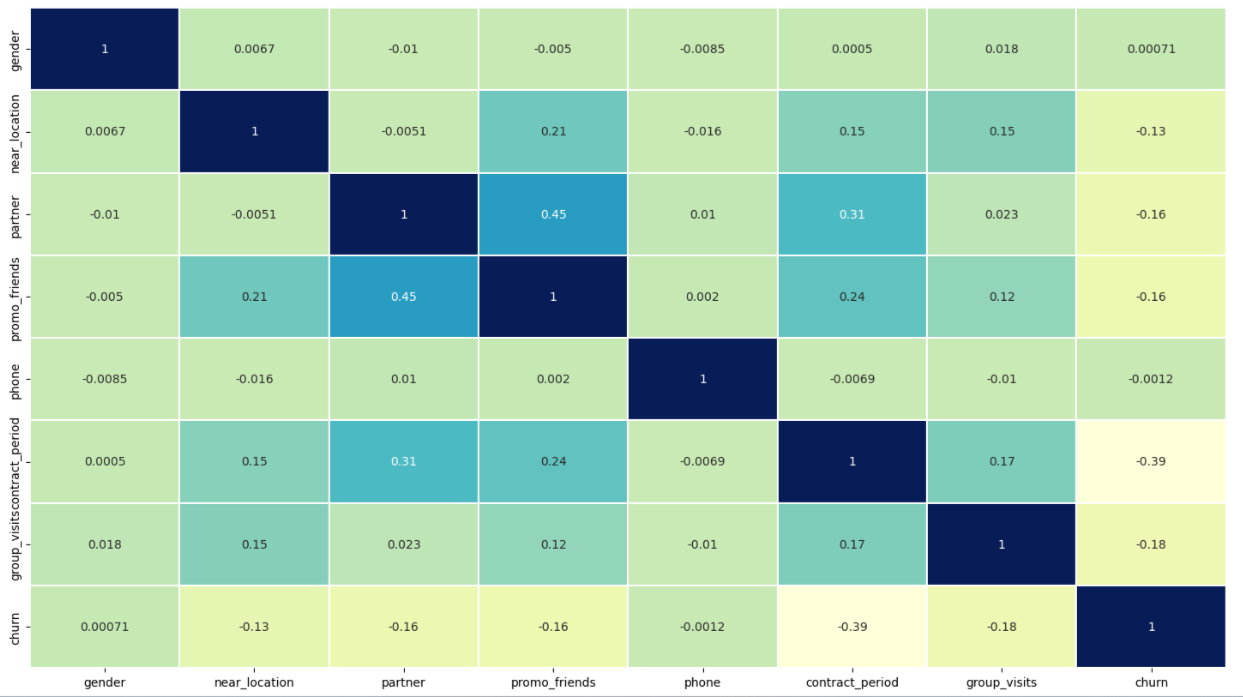 gender 1 0.0067 -0.01 -0.005 -0.0085 0.0005 0.018 0.00071
near_location 0.0067 1 -0.0051 0.21 -0.016 0.15 0.15 -0.13
partner -0.01 -0.0051 1 0.45 0.01 0.31 0.023 -0.16
promo_friends -0.005 0.21 0.45 1 0.002 0.24 0.12 -0.16
phone -0.0085 -0.016 0.01 0.002 1 -0.0069 -0.01 -0.0012
contract_period 0.0005 0.15 0.31 0.24 -0.0069 1 0.17 -0.39
group_visits 0.018 0.15 0.023 0.12 -0.01 0.17 1 -0.18
churn 0.00071 -0.13 -0.16 -0.16 -0.0012 -0.39 -0.18 1
gender near_location partner promo_friends phone contract_period group_visits churn